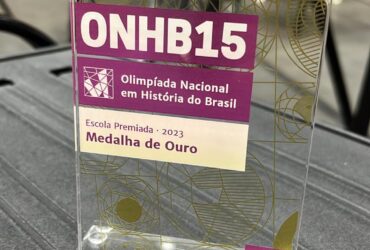 ONHB15
Olimpíada Nacional
em História do Brasil
Escola Premiada · 2023
Medalha de Ouro